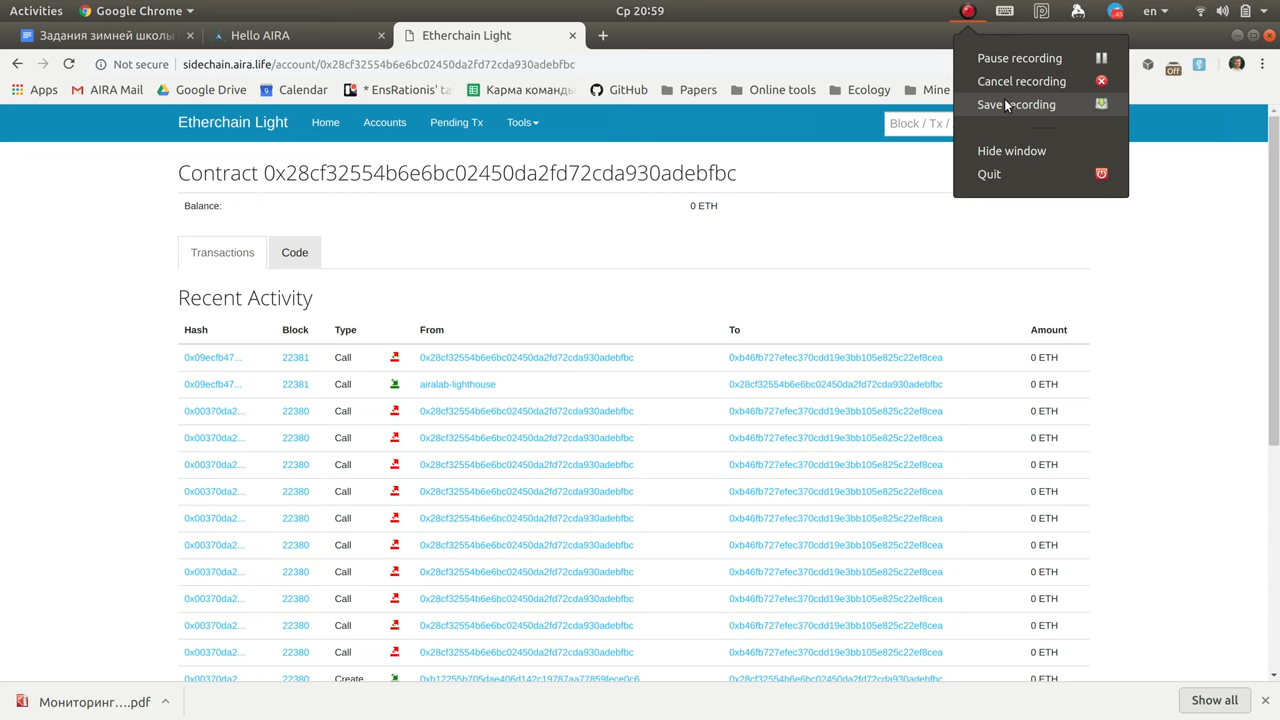 Activities Google Chrome Ср 20:59 en
Задания зимней школы Hello AIRA Etherchain Light
Not secure sidechain.aira.life/account/0x28cf32554b6e6bc02450da2fd72cda930adebfbc Off
Apps AIRA Mail Google Drive Calendar * EnsRationis' ta Карма команды GitHub Papers Online tools Ecology Mine
Pause recording
Cancel recording
Save recording
Hide window
Quit
Etherchain Light Home Accounts Pending Tx Tools Block / Tx /
Contract 0x28cf32554b6e6bc02450da2fd72cda930adebfbc
Balance: 0 ETH
Transactions Code
Recent Activity
Hash Block Type From To Amount
0x09ecfb47... 22381 Call 0x28cf32554b6e6bc02450da2fd72cda930adebfbc 0xb46fb727efec370cdd19e3bb105e825c22ef8cea 0 ETH
0x09ecfb47... 22381 Call airalab-lighthouse 0x28cf32554b6e6bc02450da2fd72cda930adebfbc 0 ETH
0x00370da2... 22380 Call 0x28cf32554b6e6bc02450da2fd72cda930adebfbc 0xb46fb727efec370cdd19e3bb105e825c22ef8cea 0 ETH
0x00370da2... 22380 Call 0x28cf32554b6e6bc02450da2fd72cda930adebfbc 0xb46fb727efec370cdd19e3bb105e825c22ef8cea 0 ETH
0x00370da2... 22380 Call 0x28cf32554b6e6bc02450da2fd72cda930adebfbc 0xb46fb727efec370cdd19e3bb105e825c22ef8cea 0 ETH
0x00370da2... 22380 Call 0x28cf32554b6e6bc02450da2fd72cda930adebfbc 0xb46fb727efec370cdd19e3bb105e825c22ef8cea 0 ETH
0x00370da2... 22380 Call 0x28cf32554b6e6bc02450da2fd72cda930adebfbc 0xb46fb727efec370cdd19e3bb105e825c22ef8cea 0 ETH
0x00370da2... 22380 Call 0x28cf32554b6e6bc02450da2fd72cda930adebfbc 0xb46fb727efec370cdd19e3bb105e825c22ef8cea 0 ETH
0x00370da2... 22380 Call 0x28cf32554b6e6bc02450da2fd72cda930adebfbc 0xb46fb727efec370cdd19e3bb105e825c22ef8cea 0 ETH
0x00370da2... 22380 Call 0x28cf32554b6e6bc02450da2fd72cda930adebfbc 0xb46fb727efec370cdd19e3bb105e825c22ef8cea 0 ETH
0x00370da2... 22380 Call 0x28cf32554b6e6bc02450da2fd72cda930adebfbc 0xb46fb727efec370cdd19e3bb105e825c22ef8cea 0 ETH
0x00370da2... 22380 Call 0x28cf32554b6e6bc02450da2fd72cda930adebfbc 0xb46fb727efec370cdd19e3bb105e825c22ef8cea 0 ETH
0x00370da2... 22380 Create 0xb12255b705dae406d142c19787aa77859fece0c6 0x28cf32554b6e6bc02450da2fd72cda930adebfbc 0 ETH
Мониторинг....pdf Show all